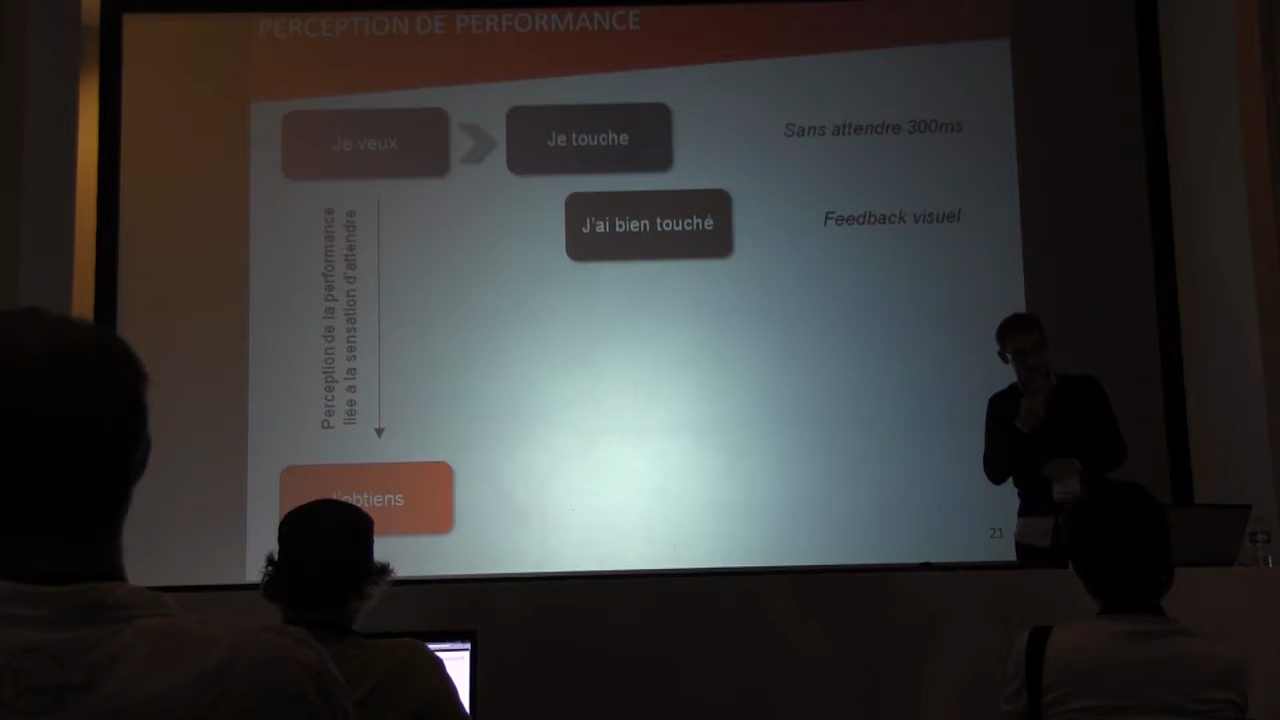 PERCEPTION DE PERFORMANCE
Je veux
Je touche
Sans attendre 300ms
J'ai bien touché
Feedback visuel
Perception de la performance
liée à la sensation d'attendre
J'obtiens
21